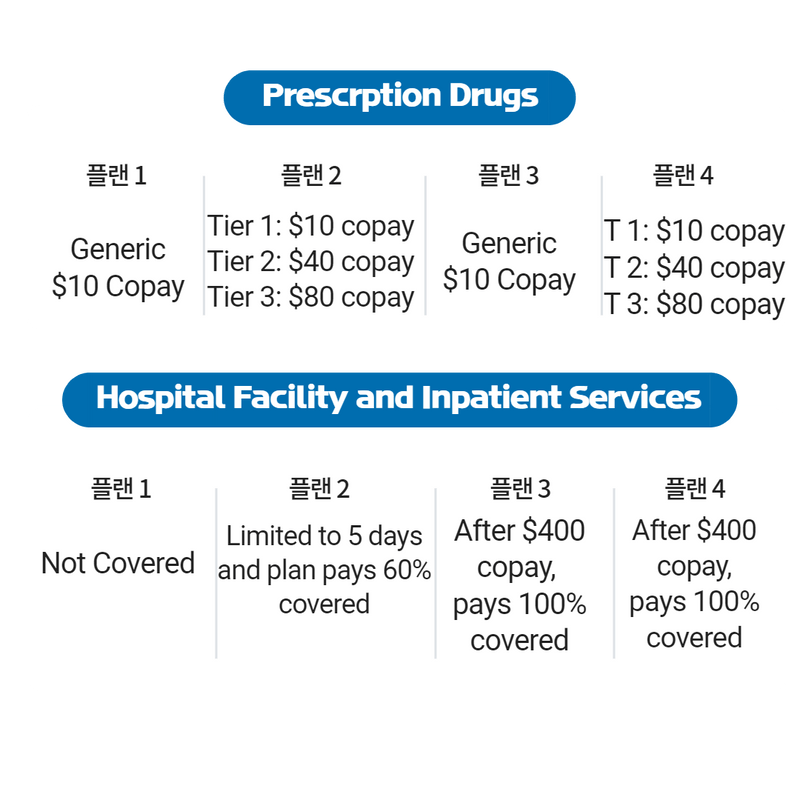 Prescrption Drugs
플랜 1
플랜 2
플랜 3
플랜 4
Generic
$10 Copay
Tier 1: $10 copay
Tier 2: $40 copay
Tier 3: $80 copay
Generic
$10 Copay
T 1: $10 copay
T 2: $40 copay
T 3: $80 copay
Hospital Facility and Inpatient Services
플랜 1
플랜 2
플랜 3
플랜 4
Not Covered
Limited to 5 days
and plan pays 60%
covered
After $400
copay,
pays 100%
covered
After $400
copay,
pays 100%
covered